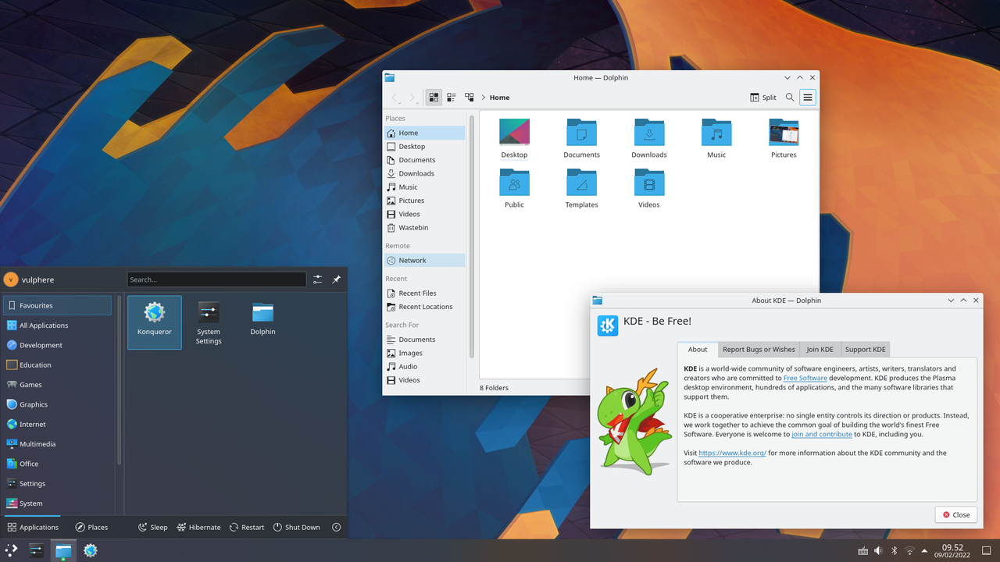 Home — Dolphin
Home
Split
Places
Home
Desktop
Documents
Downloads
Music
Pictures
Videos
Wastebin
Remote
Network
Recent
Recent Files
Recent Locations
Search For
Documents
Images
Audio
Videos
Desktop
Documents
Downloads
Music
Pictures
Public
Templates
Videos
8 Folders
v
vulphere
Search...
Favourites
All Applications
Development
Education
Games
Graphics
Internet
Multimedia
Office
Settings
System
Konqueror
System
Settings
Dolphin
Applications
Places
Sleep
Hibernate
Restart
Shut Down
About KDE — Dolphin
KDE - Be Free!
About
Report Bugs or Wishes
Join KDE
Support KDE
KDE is a world-wide community of software engineers, artists, writers, translators and
creators who are committed to Free Software development. KDE produces the Plasma
desktop environment, hundreds of applications, and the many software libraries that
support them.
KDE is a cooperative enterprise: no single entity controls its direction or products. Instead,
we work together to achieve the common goal of building the world's finest Free
Software. Everyone is welcome to join and contribute to KDE, including you.
Visit https://www.kde.org/ for more information about the KDE community and the
software we produce.
Close
09.52
09/02/2022